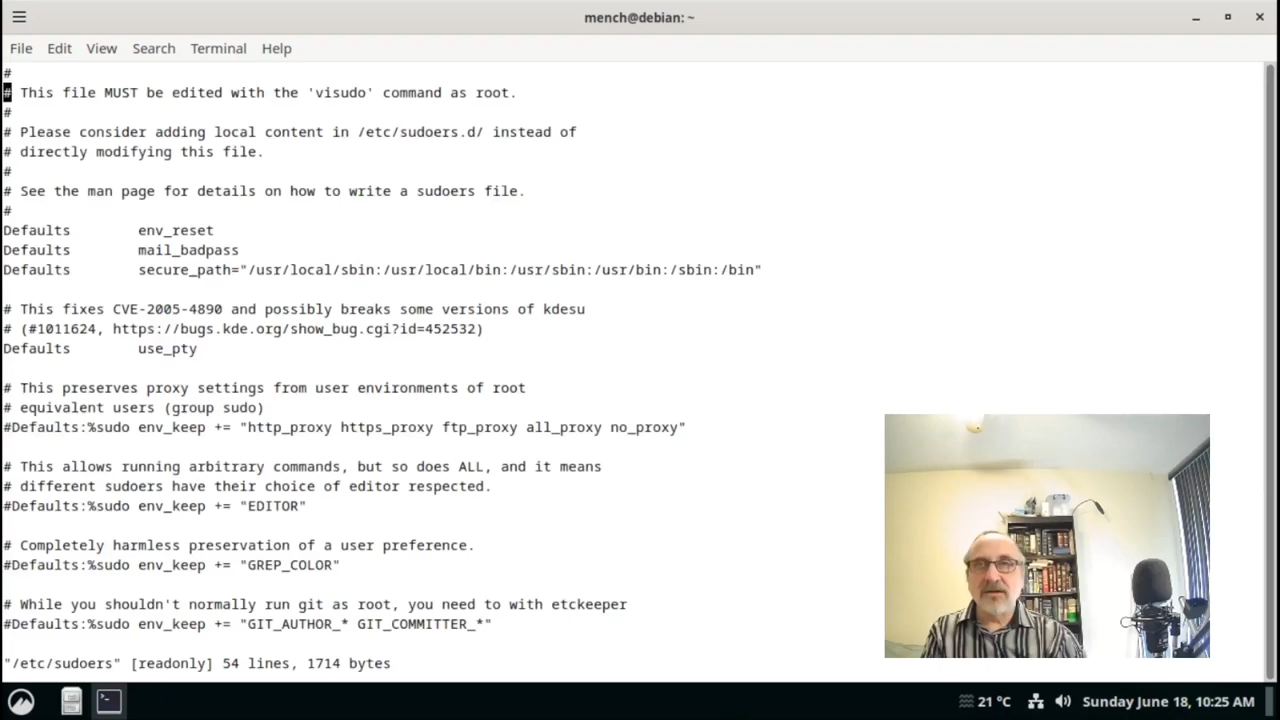 mench@debian: ~
File Edit View Search Terminal Help
#
# This file MUST be edited with the 'visudo' command as root.
#
# Please consider adding local content in /etc/sudoers.d/ instead of
# directly modifying this file.
#
# See the man page for details on how to write a sudoers file.
#
Defaults        env_reset
Defaults        mail_badpass
Defaults        secure_path="/usr/local/sbin:/usr/local/bin:/usr/sbin:/usr/bin:/sbin:/bin"
# This fixes CVE-2005-4890 and possibly breaks some versions of kdesu
# (#1011624, https://bugs.kde.org/show_bug.cgi?id=452532)
Defaults        use_pty
# This preserves proxy settings from user environments of root
# equivalent users (group sudo)
#Defaults:%sudo env_keep += "http_proxy https_proxy ftp_proxy all_proxy no_proxy"
# This allows running arbitrary commands, but so does ALL, and it means
# different sudoers have their choice of editor respected.
#Defaults:%sudo env_keep += "EDITOR"
# Completely harmless preservation of a user preference.
#Defaults:%sudo env_keep += "GREP_COLOR"
# While you shouldn't normally run git as root, you need to with etckeeper
#Defaults:%sudo env_keep += "GIT_AUTHOR_* GIT_COMMITTER_*"
"/etc/sudoers" [readonly] 54 lines, 1714 bytes
21 °C Sunday June 18, 10:25 AM